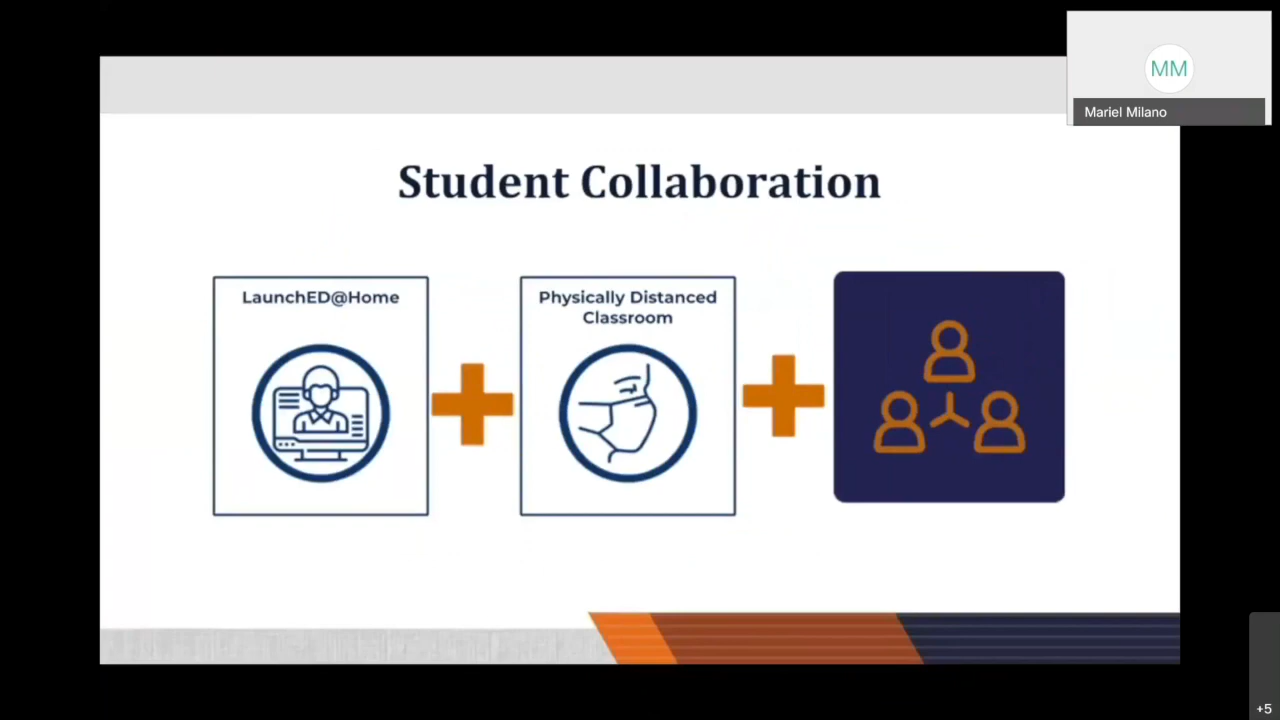 MM
Mariel Milano
Student Collaboration
LaunchED@Home
Physically Distanced
Classroom
+5